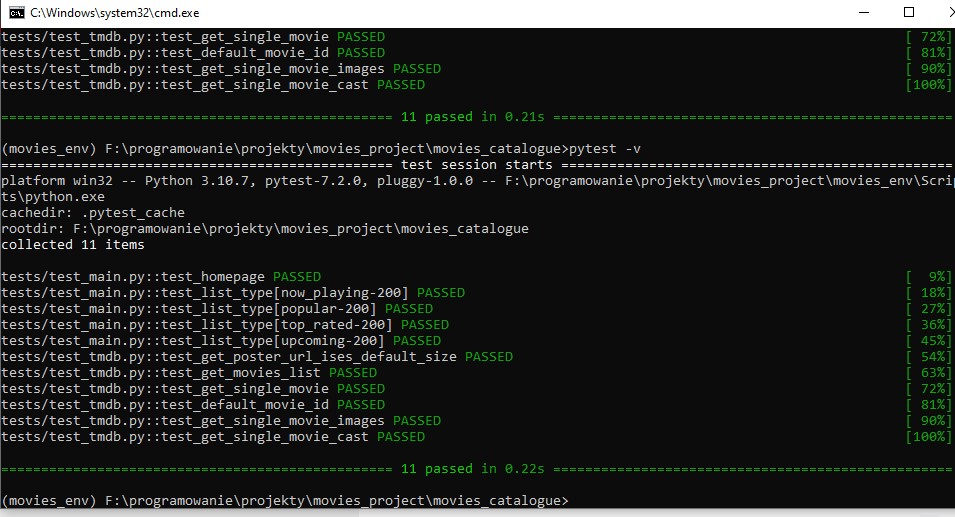 C:\Windows\system32\cmd.exe
tests/test_tmdb.py::test_get_single_movie PASSED [ 72%]
tests/test_tmdb.py::test_default_movie_id PASSED [ 81%]
tests/test_tmdb.py::test_get_single_movie_images PASSED [ 90%]
tests/test_tmdb.py::test_get_single_movie_cast PASSED [100%]
================================================= 11 passed in 0.21s ==================================================
(movies_env) F:\programowanie\projekty\movies_project\movies_catalogue>pytest -v
================================================= test session starts =================================================
platform win32 -- Python 3.10.7, pytest-7.2.0, pluggy-1.0.0 -- F:\programowanie\projekty\movies_project\movies_env\Scri
ts\python.exe
cachedir: .pytest_cache
rootdir: F:\programowanie\projekty\movies_project\movies_catalogue
collected 11 items
tests/test_main.py::test_homepage PASSED [ 9%]
tests/test_main.py::test_list_type[now_playing-200] PASSED [ 18%]
tests/test_main.py::test_list_type[popular-200] PASSED [ 27%]
tests/test_main.py::test_list_type[top_rated-200] PASSED [ 36%]
tests/test_main.py::test_list_type[upcoming-200] PASSED [ 45%]
tests/test_tmdb.py::test_get_poster_url_ises_default_size PASSED [ 54%]
tests/test_tmdb.py::test_get_movies_list PASSED [ 63%]
tests/test_tmdb.py::test_get_single_movie PASSED [ 72%]
tests/test_tmdb.py::test_default_movie_id PASSED [ 81%]
tests/test_tmdb.py::test_get_single_movie_images PASSED [ 90%]
tests/test_tmdb.py::test_get_single_movie_cast PASSED [100%]
================================================= 11 passed in 0.22s ==================================================
(movies_env) F:\programowanie\projekty\movies_project\movies_catalogue>